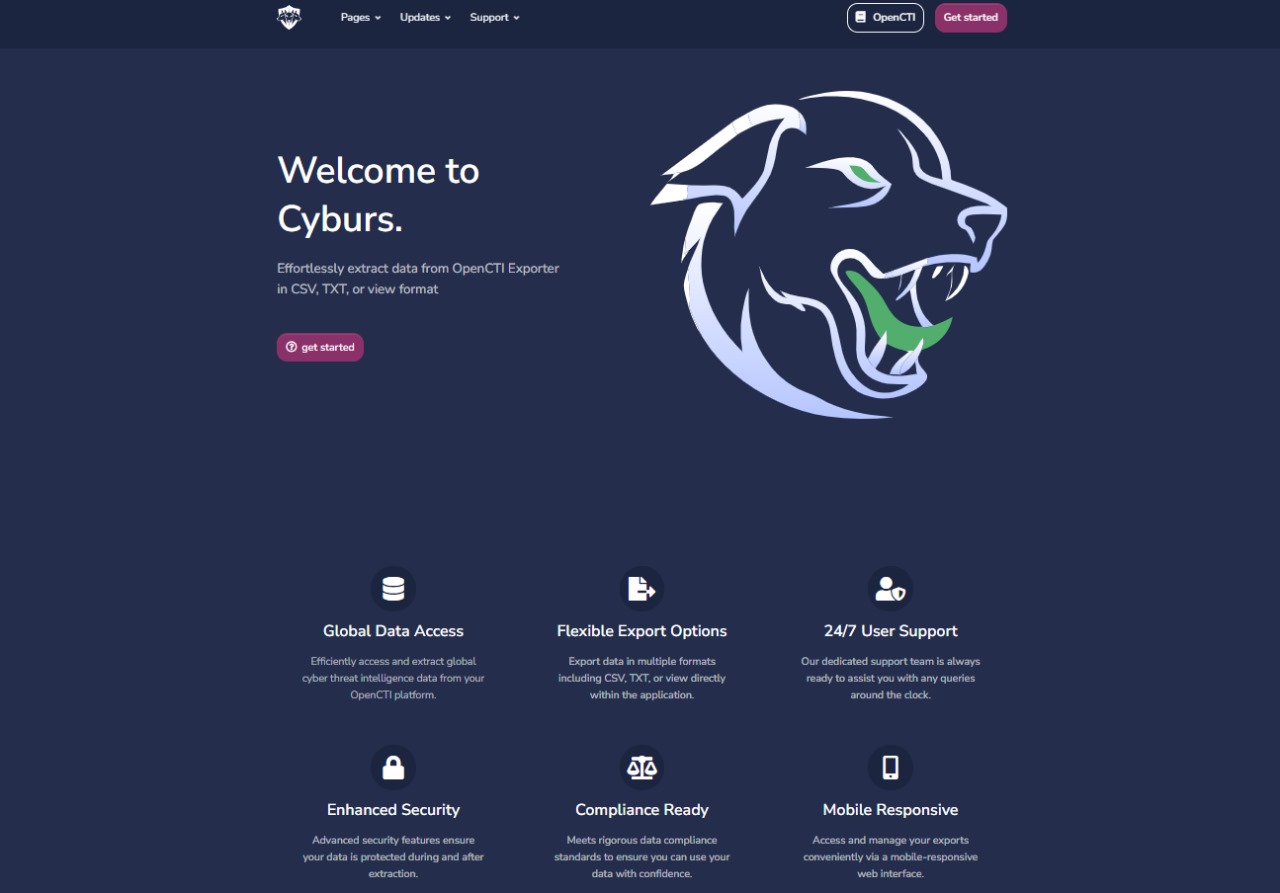 Pages Updates Support OpenCTI Get started
Welcome to
Cyburs.
Effortlessly extract data from OpenCTI Exporter
in CSV, TXT, or view format
get started
Global Data Access
Efficiently access and extract global
cyber threat intelligence data from your
OpenCTI platform.
Flexible Export Options
Export data in multiple formats
including CSV, TXT, or view directly
within the application.
24/7 User Support
Our dedicated support team is always
ready to assist you with any queries
around the clock.
Enhanced Security
Advanced security features ensure
your data is protected during and after
extraction.
Compliance Ready
Meets rigorous data compliance
standards to ensure you can use your
data with confidence.
Mobile Responsive
Access and manage your exports
conveniently via a mobile-responsive
web interface.